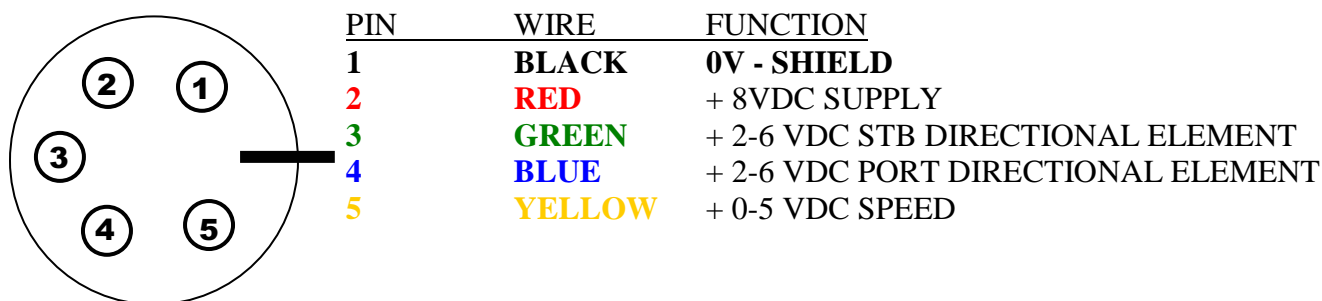 PIN WIRE FUNCTION
1 BLACK 0V - SHIELD
2 RED + 8VDC SUPPLY
3 GREEN + 2-6 VDC STB DIRECTIONAL ELEMENT
4 BLUE + 2-6 VDC PORT DIRECTIONAL ELEMENT
5 YELLOW + 0-5 VDC SPEED
2 1
3
4 5